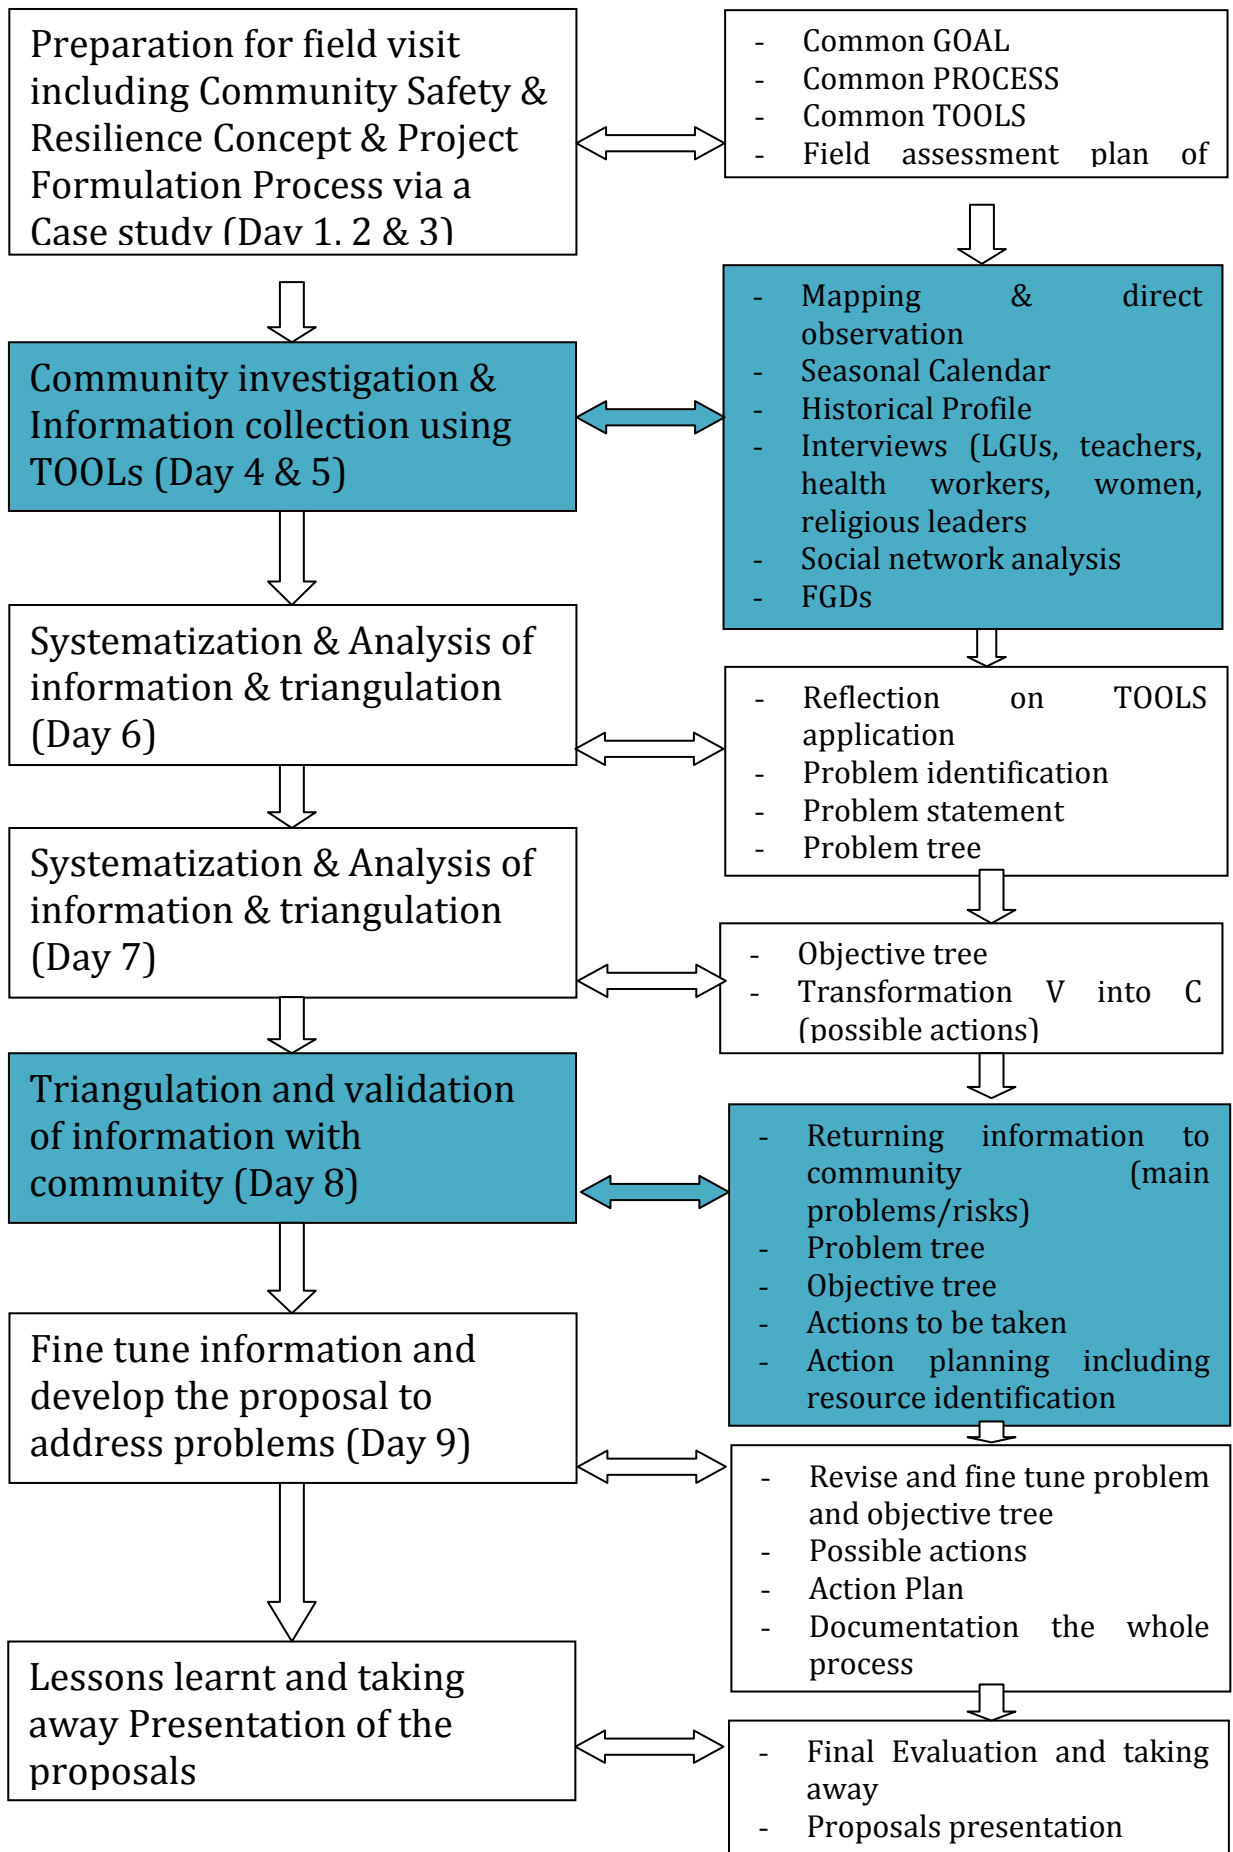 Preparation for field visit
including Community Safety &
Resilience Concept & Project
Formulation Process via a
Case study (Day 1, 2 & 3)
- Common GOAL
- Common PROCESS
- Common TOOLS
- Field assessment plan of
Community investigation &
Information collection using
TOOLs (Day 4 & 5)
- Mapping & direct
observation
- Seasonal Calendar
- Historical Profile
- Interviews (LGUs, teachers,
health workers, women,
religious leaders
- Social network analysis
- FGDs
Systematization & Analysis of
information & triangulation
(Day 6)
- Reflection on TOOLS
application
- Problem identification
- Problem statement
- Problem tree
Systematization & Analysis of
information & triangulation
(Day 7)
- Objective tree
- Transformation V into C
(possible actions)
Triangulation and validation
of information with
community (Day 8)
- Returning information to
community (main
problems/risks)
- Problem tree
- Objective tree
- Actions to be taken
- Action planning including
resource identification
Fine tune information and
develop the proposal to
address problems (Day 9)
- Revise and fine tune problem
and objective tree
- Possible actions
- Action Plan
- Documentation the whole
process
Lessons learnt and taking
away Presentation of the
proposals
- Final Evaluation and taking
away
- Proposals presentation